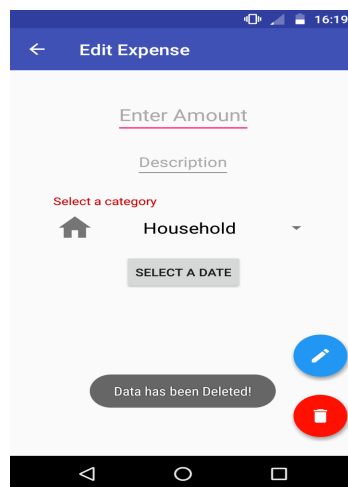 16:19
Edit Expense
Enter Amount
Description
Select a category
Household
SELECT A DATE
Data has been Deleted!